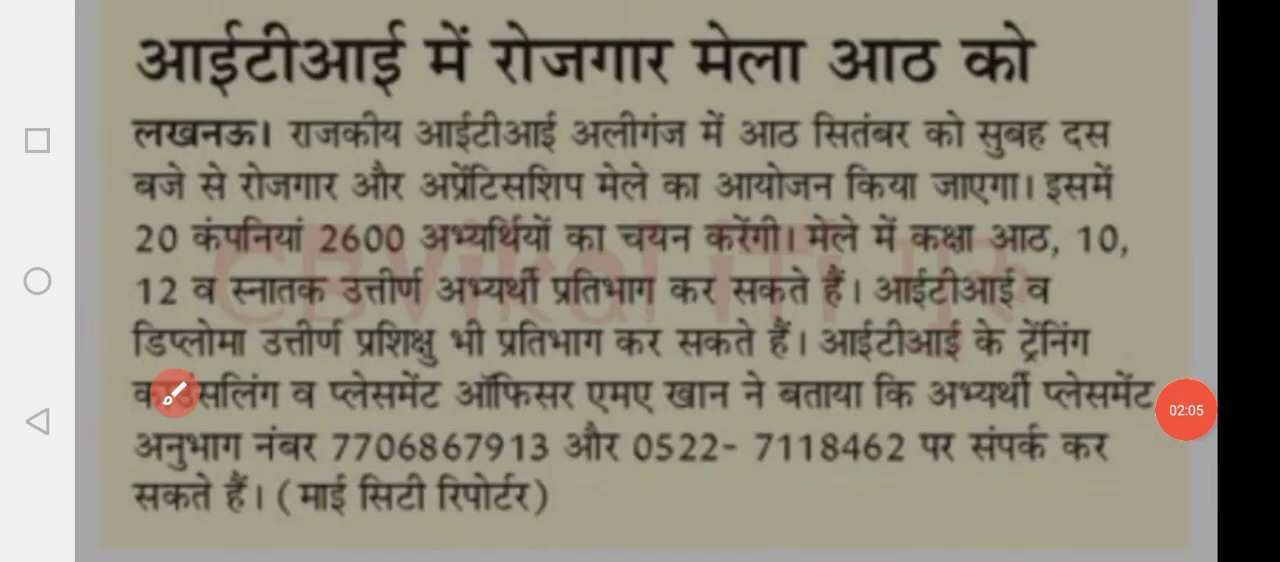 आईटीआई में रोजगार मेला आठ को
लखनऊ। राजकीय आईटीआई अलीगंज में आठ सितंबर को सुबह दस
बजे से रोजगार और अप्रेंटिसशिप मेले का आयोजन किया जाएगा। इसमें
20 कंपनियां 2600 अभ्यर्थियों का चयन करेंगी। मेले में कक्षा आठ, 10,
12 व स्नातक उत्तीर्ण अभ्यर्थी प्रतिभाग कर सकते हैं। आईटीआई व
डिप्लोमा उत्तीर्ण प्रशिक्षु भी प्रतिभाग कर सकते हैं। आईटीआई के ट्रेंनिंग
काउंसलिंग व प्लेसमेंट ऑफिसर एमए खान ने बताया कि अभ्यर्थी प्लेसमेंट
02:05
अनुभाग नंबर 7706867913 और 0522- 7118462 पर संपर्क कर
सकते हैं। (माई सिटी रिपोर्टर)
CBVikal iTi गुरु